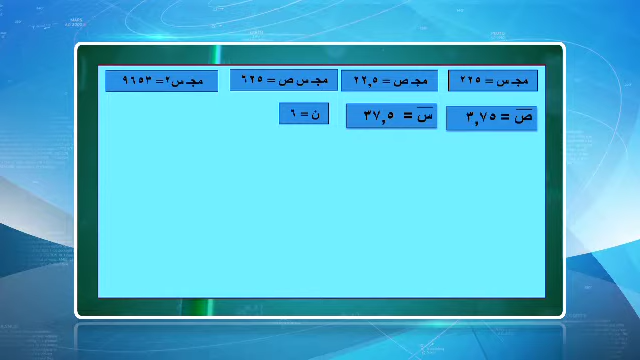 مجـ س = ٢٢٥ مجـ ص = ٢٢,٥ مجـ س ص = ٦٢٥ مجـ س٢ = ٩٦٥٣
ص̅ = ٣,٧٥ س̅ = ٣٧,٥ ن = ٦